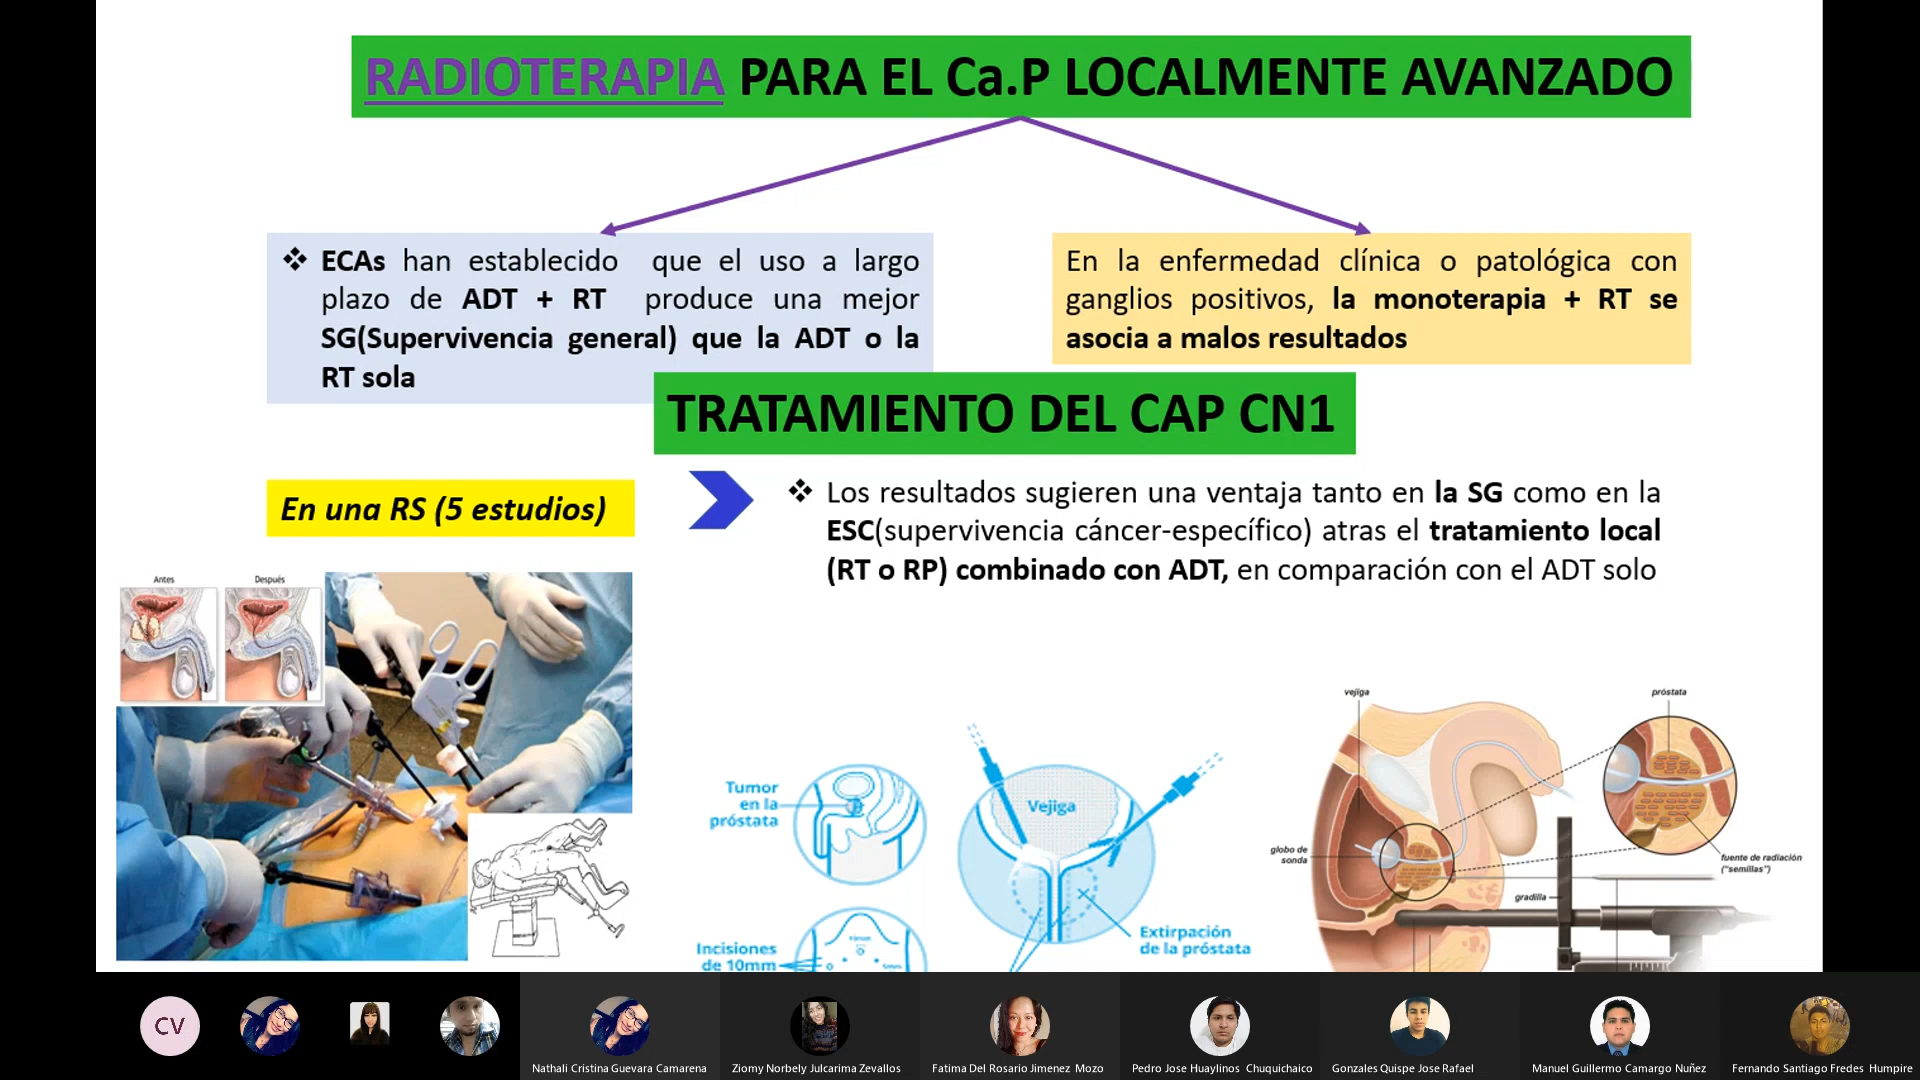 RADIOTERAPIA PARA EL Ca.P LOCALMENTE AVANZADO
❖ ECAs han establecido que el uso a largo
plazo de ADT + RT produce una mejor
SG(Supervivencia general) que la ADT o la
RT sola
En la enfermedad clínica o patológica con
ganglios positivos, la monoterapia + RT se
asocia a malos resultados
TRATAMIENTO DEL CAP CN1
En una RS (5 estudios)
❖ Los resultados sugieren una ventaja tanto en la SG como en la
ESC(supervivencia cáncer-específico) atras el tratamiento local
(RT o RP) combinado con ADT, en comparación con el ADT solo
Antes
Después
Tumor
en la
próstata
Vejiga
Extirpación
de la próstata
Incisiones
de 10mm
5mm
vejiga
próstata
globo de
sonda
fuente de radiación
("semillas")
gradilla
CV
Nathali Cristina Guevara Camarena
Ziomy Norbely Julcarima Zevallos
Fatima Del Rosario Jimenez Mozo
Pedro Jose Huaylinos Chuquichaico
Gonzales Quispe Jose Rafael
Manuel Guillermo Camargo Nuñez
Fernando Santiago Fredes Humpire